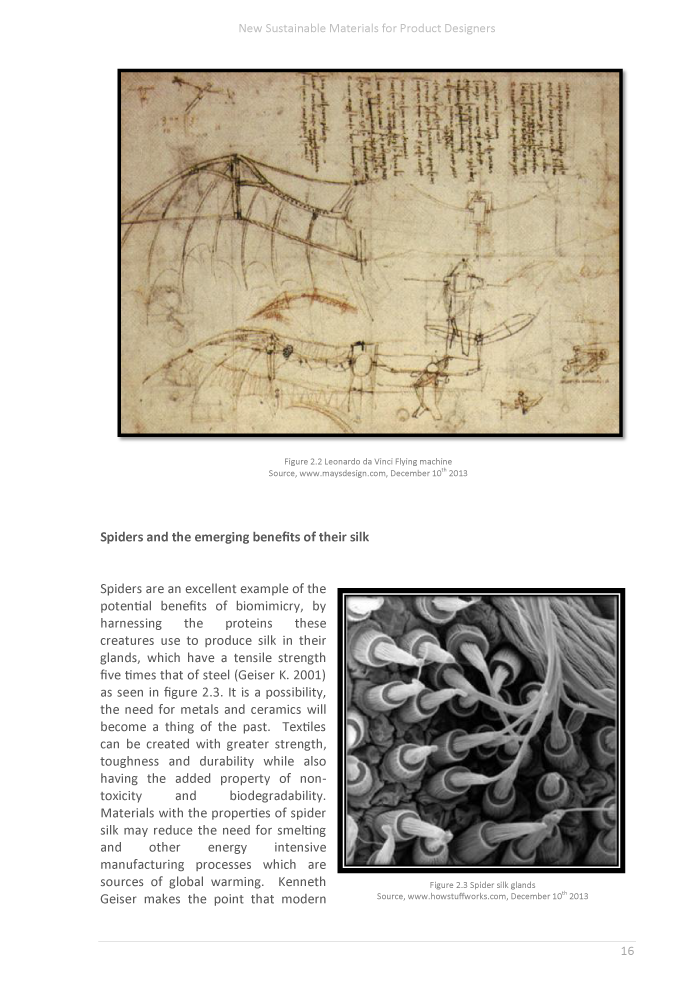 New Sustainable Materials for Product Designers
Figure 2.2 Leonardo da Vinci Flying machine
Source, www.maysdesign.com, December 10th 2013
Spiders and the emerging benefits of their silk
Spiders are an excellent example of the
potential benefits of biomimicry, by
harnessing the proteins these
creatures use to produce silk in their
glands, which have a tensile strength
five times that of steel (Geiser K. 2001)
as seen in figure 2.3. It is a possibility,
the need for metals and ceramics will
become a thing of the past. Textiles
can be created with greater strength,
toughness and durability while also
having the added property of non-
toxicity and biodegradability.
Materials with the properties of spider
silk may reduce the need for smelting
and other energy intensive
manufacturing processes which are
sources of global warming. Kenneth
Geiser makes the point that modern
Figure 2.3 Spider silk glands
Source, www.howstuffworks.com, December 10th 2013
16